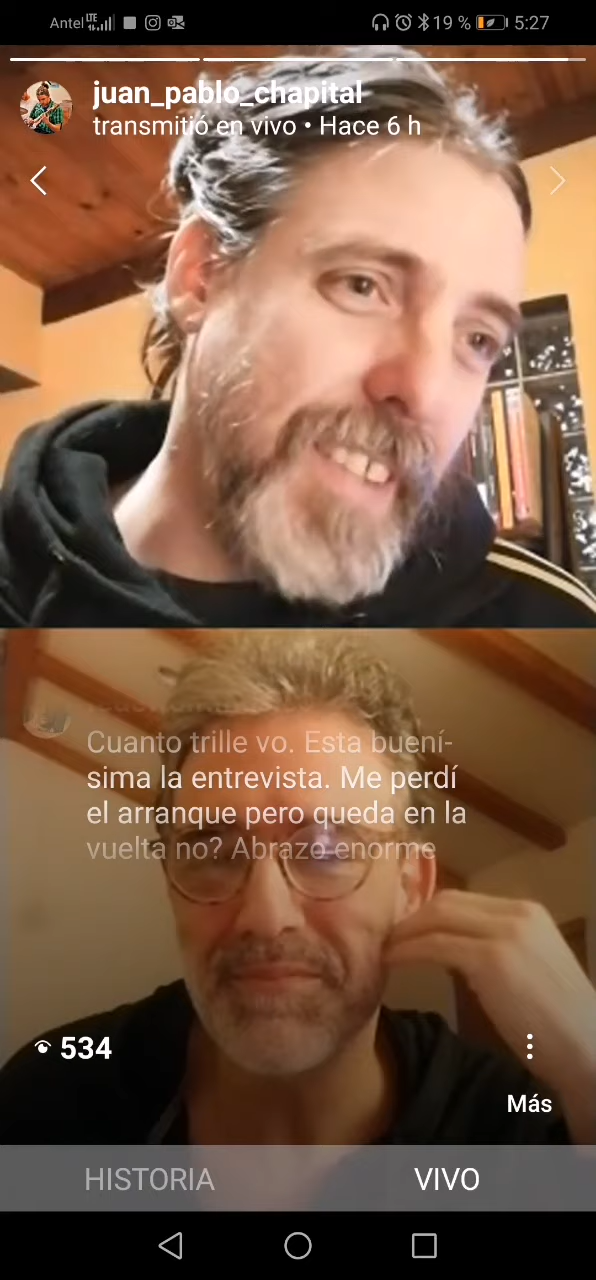 Antel LTE 19 % 5:27
juan_pablo_chapital
transmitió en vivo • Hace 6 h
Cuanto trille vo. Esta buení-
sima la entrevista. Me perdí
el arranque pero queda en la
vuelta no? Abrazo enorme
534
Más
HISTORIA VIVO